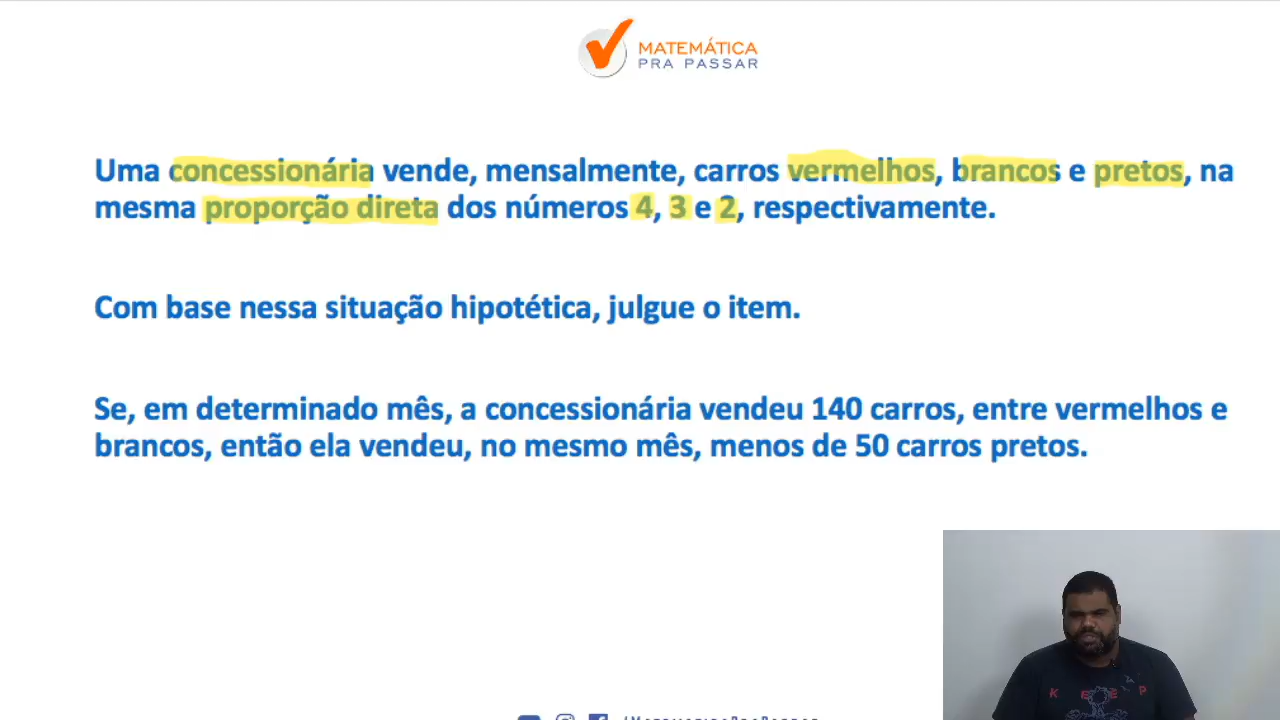 MATEMÁTICA
PRA PASSAR
Uma concessionária vende, mensalmente, carros vermelhos, brancos e pretos, na
mesma proporção direta dos números 4, 3 e 2, respectivamente.
Com base nessa situação hipotética, julgue o item.
Se, em determinado mês, a concessionária vendeu 140 carros, entre vermelhos e
brancos, então ela vendeu, no mesmo mês, menos de 50 carros pretos.
K E E P